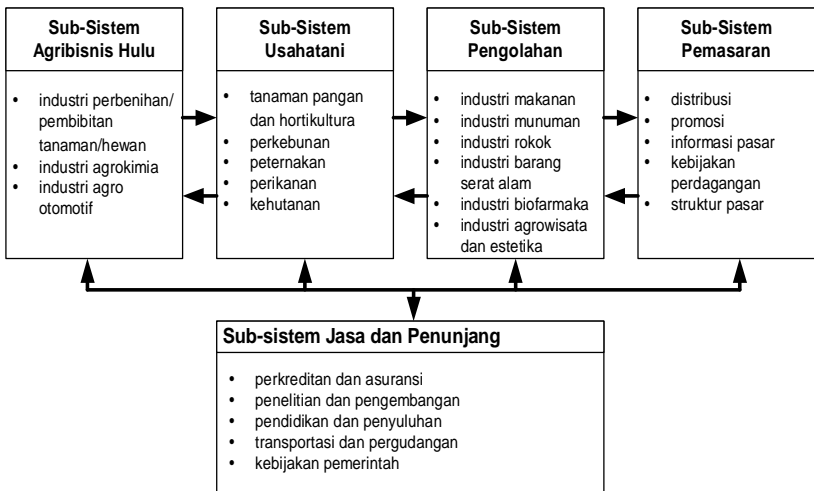 Sub-Sistem
Agribisnis Hulu
• industri perbenihan/
pembibitan
tanaman/hewan
• industri agrokimia
• industri agro
otomotif
Sub-Sistem
Usahatani
• tanaman pangan
dan hortikultura
• perkebunan
• peternakan
• perikanan
• kehutanan
Sub-Sistem
Pengolahan
• industri makanan
• industri munuman
• industri rokok
• industri barang
serat alam
• industri biofarmaka
• industri agrowisata
dan estetika
Sub-Sistem
Pemasaran
• distribusi
• promosi
• informasi pasar
• kebijakan
perdagangan
• struktur pasar
Sub-sistem Jasa dan Penunjang
• perkreditan dan asuransi
• penelitian dan pengembangan
• pendidikan dan penyuluhan
• transportasi dan pergudangan
• kebijakan pemerintah